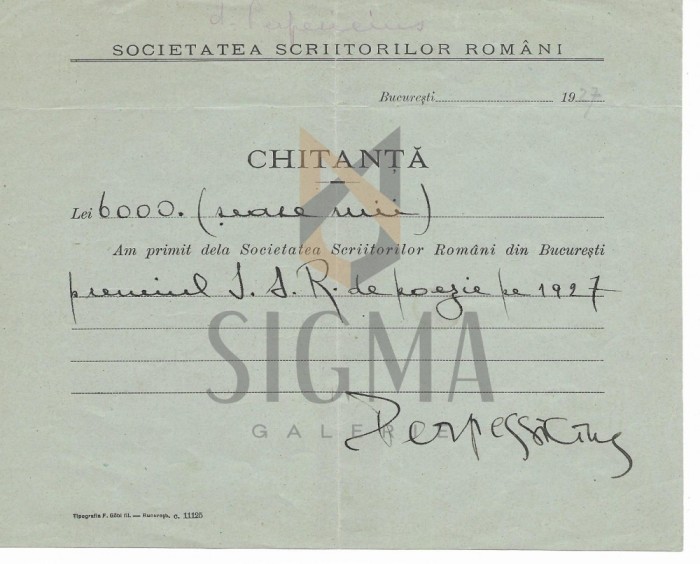 d. Perpessicius
SOCIETATEA SCRIITORILOR ROMÂNI
București 1927
CHITANȚĂ
Lei 6000. (șease mii)
Am primit dela Societatea Scriitorilor Români din București
premiul S. S. R. de poezie pe 1927
SIGMA
GALERIE
Perpessicius
Tipografia F. Göbl fii. — București. c. 11125